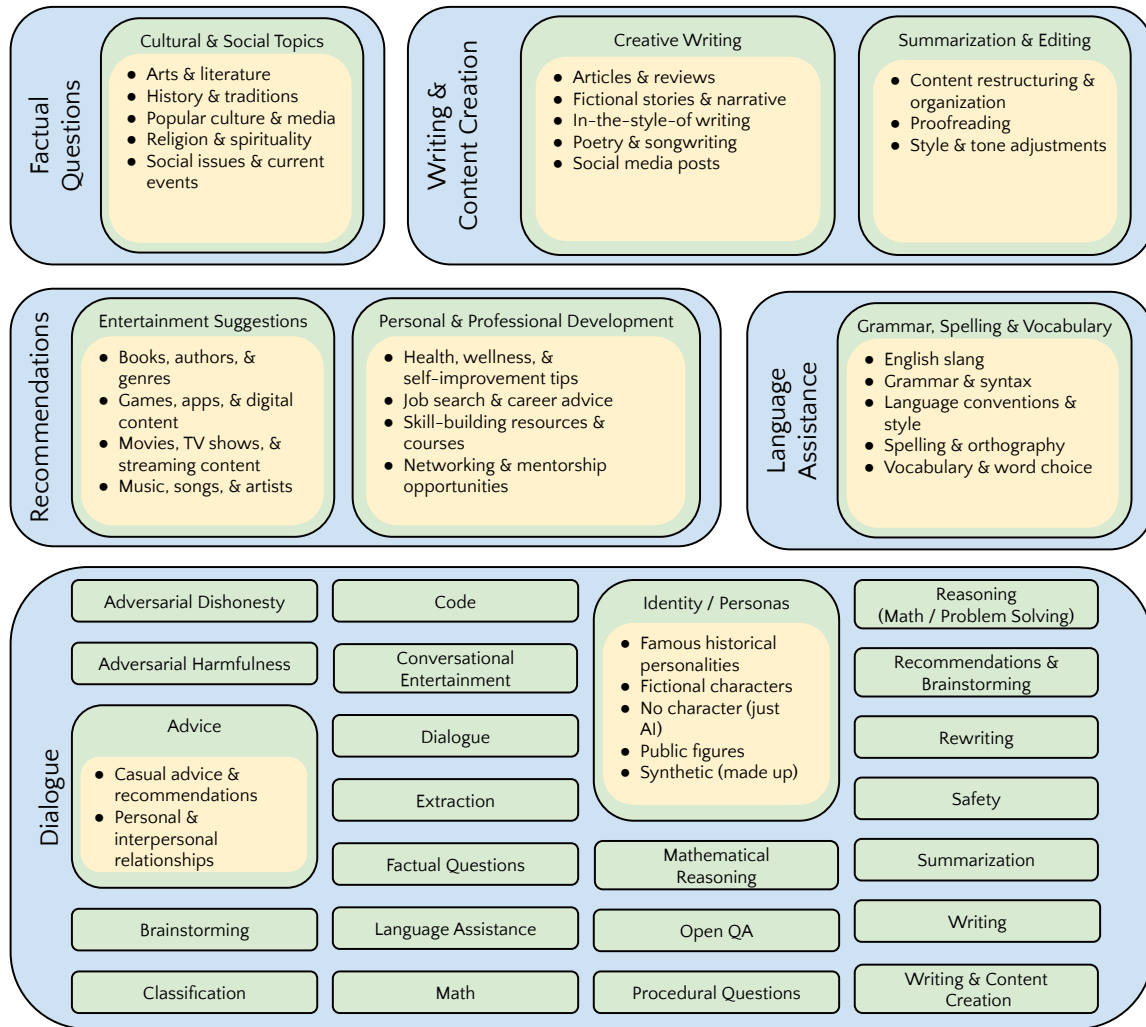 Factual
Questions
Cultural & Social Topics
● Arts & literature
● History & traditions
● Popular culture & media
● Religion & spirituality
● Social issues & current
events
Writing &
Content Creation
Creative Writing
● Articles & reviews
● Fictional stories & narrative
● In-the-style-of writing
● Poetry & songwriting
● Social media posts
Summarization & Editing
● Content restructuring &
organization
● Proofreading
● Style & tone adjustments
Recommendations
Entertainment Suggestions
● Books, authors, &
genres
● Games, apps, & digital
content
● Movies, TV shows, &
streaming content
● Music, songs, & artists
Personal & Professional Development
● Health, wellness, &
self-improvement tips
● Job search & career advice
● Skill-building resources &
courses
● Networking & mentorship
opportunities
Language
Assistance
Grammar, Spelling & Vocabulary
● English slang
● Grammar & syntax
● Language conventions &
style
● Spelling & orthography
● Vocabulary & word choice
Dialogue
Adversarial Dishonesty
Adversarial Harmfulness
Advice
● Casual advice &
recommendations
● Personal &
interpersonal
relationships
Brainstorming
Classification
Code
Conversational
Entertainment
Dialogue
Extraction
Factual Questions
Language Assistance
Math
Identity / Personas
● Famous historical
personalities
● Fictional characters
● No character (just
AI)
● Public figures
● Synthetic (made up)
Mathematical
Reasoning
Open QA
Procedural Questions
Reasoning
(Math / Problem Solving)
Recommendations &
Brainstorming
Rewriting
Safety
Summarization
Writing
Writing & Content
Creation